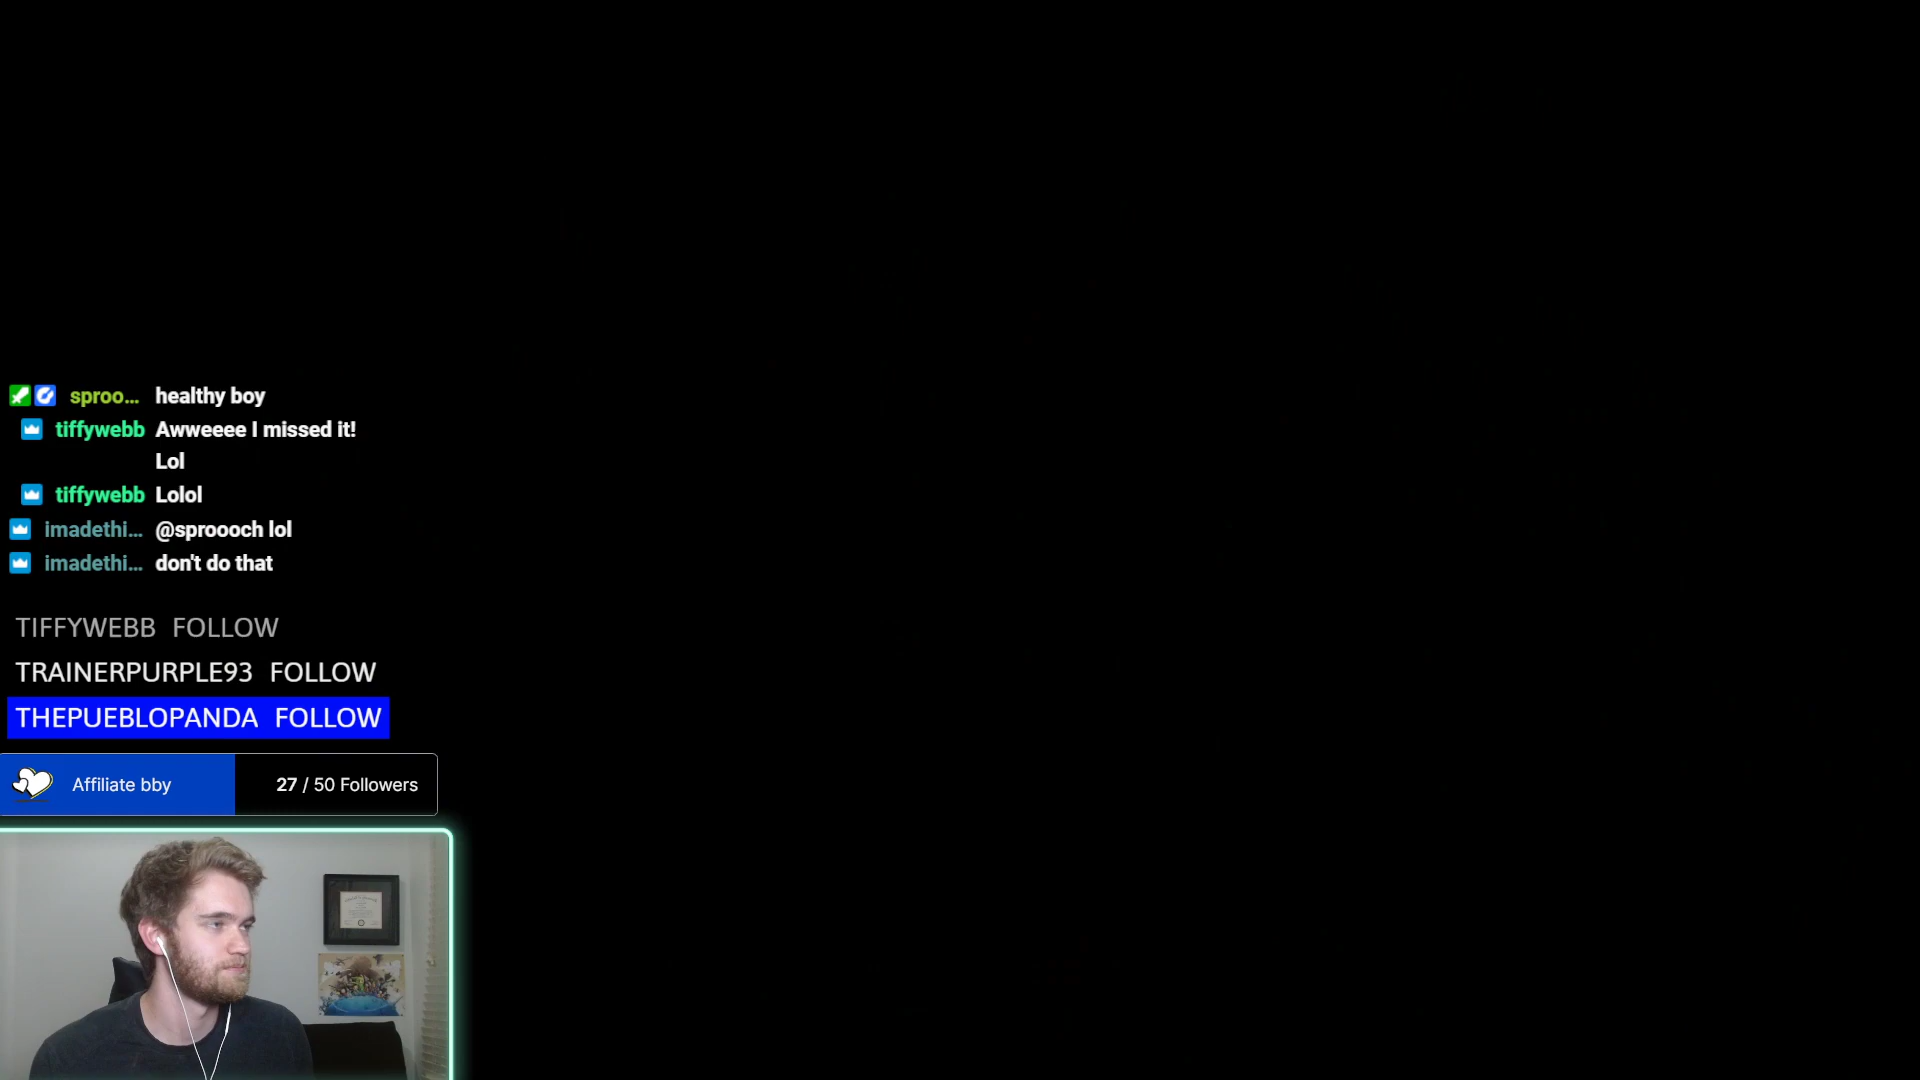 sproo... healthy boy
tiffywebb Awweeee I missed it!
Lol
tiffywebb Lolol
imadethi... @sproooch lol
imadethi... don't do that
TIFFYWEBB FOLLOW
TRAINERPURPLE93 FOLLOW
THEPUEBLOPANDA FOLLOW
Affiliate bby 27 / 50 Followers